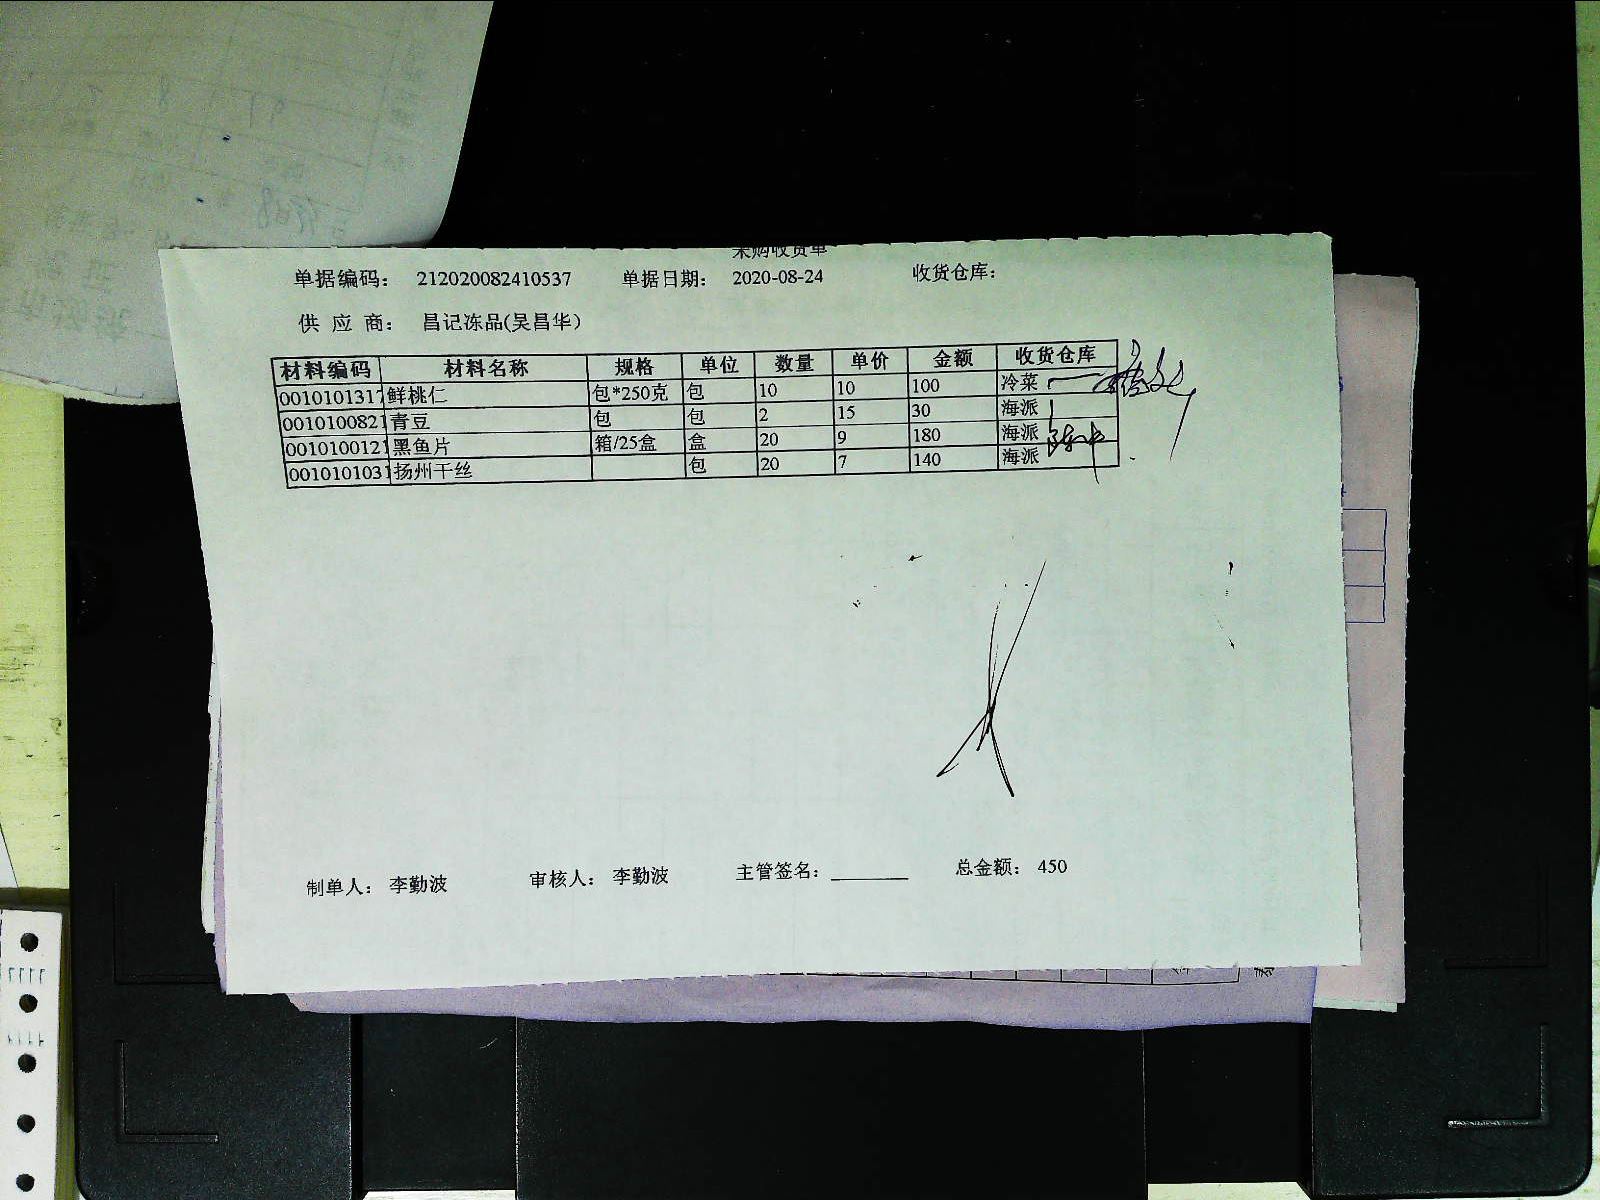 采购收货单
单据编码： 212020082410537 单据日期： 2020-08-24 收货仓库：
供 应 商： 昌记冻品(吴昌华)
材料编码 材料名称 规格 单位 数量 单价 金额 收货仓库
0010101317 鲜桃仁 包*250克 包 10 10 100 冷菜
0010100821 青豆 包 包 2 15 30 海派
0010100121 黑鱼片 箱/25盒 盒 20 9 180 海派
0010101031 扬州干丝 包 20 7 140 海派
制单人： 李勤波 审核人： 李勤波 主管签名：________ 总金额： 450